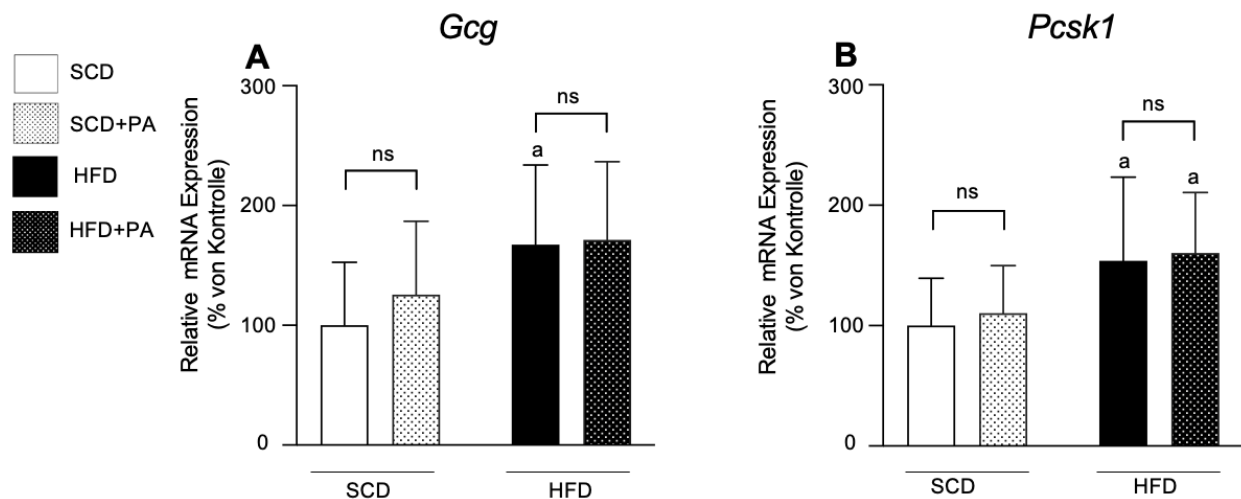 SCD
SCD+PA
HFD
HFD+PA
Gcg
A
Relative mRNA Expression
(% von Kontrolle)
300
200
100
0
ns
ns
a
SCD
HFD
Pcsk1
B
Relative mRNA Expression
(% von Kontrolle)
300
200
100
0
ns
ns
a
a
SCD
HFD